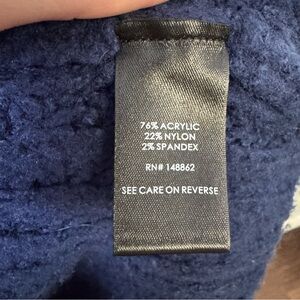 76% ACRYLIC
22% NYLON
2% SPANDEX
RN# 148862
SEE CARE ON REVERSE